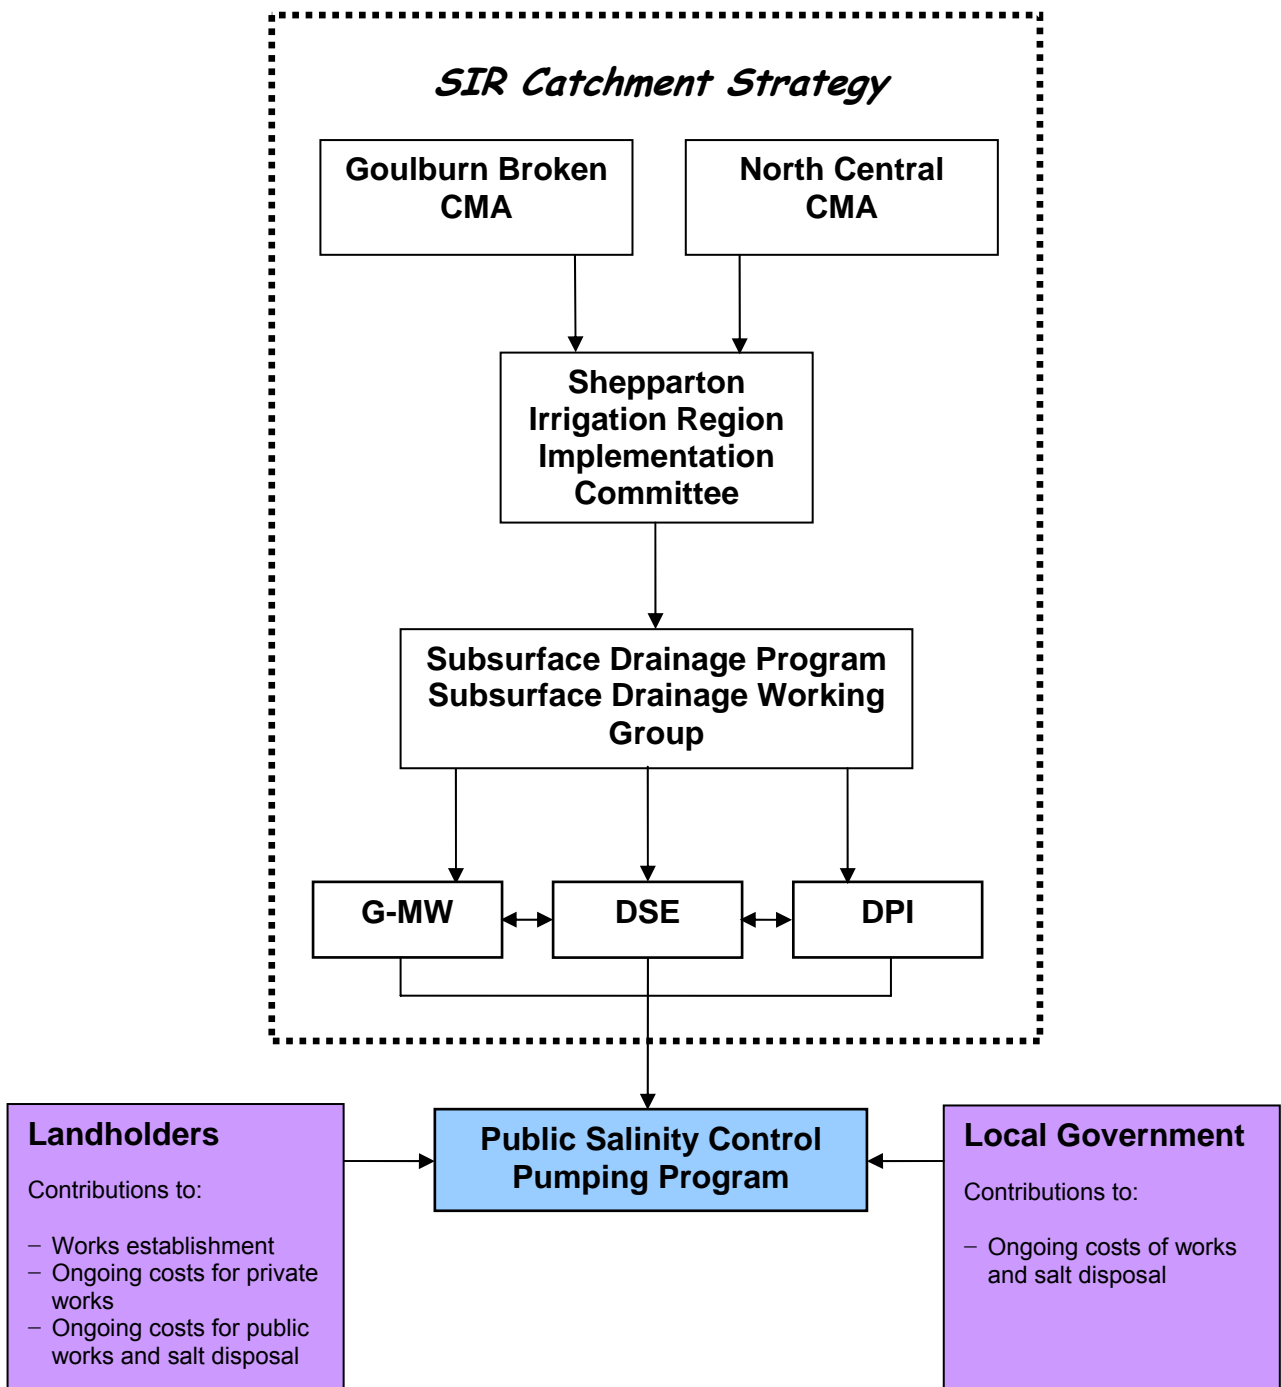 SIR Catchment Strategy
Goulburn Broken
CMA
North Central
CMA
Shepparton
Irrigation Region
Implementation
Committee
Subsurface Drainage Program
Subsurface Drainage Working
Group
G-MW
DSE
DPI
Public Salinity Control
Pumping Program
Landholders
Contributions to:
– Works establishment
– Ongoing costs for private
works
– Ongoing costs for public
works and salt disposal
Local Government
Contributions to:
– Ongoing costs of works
and salt disposal